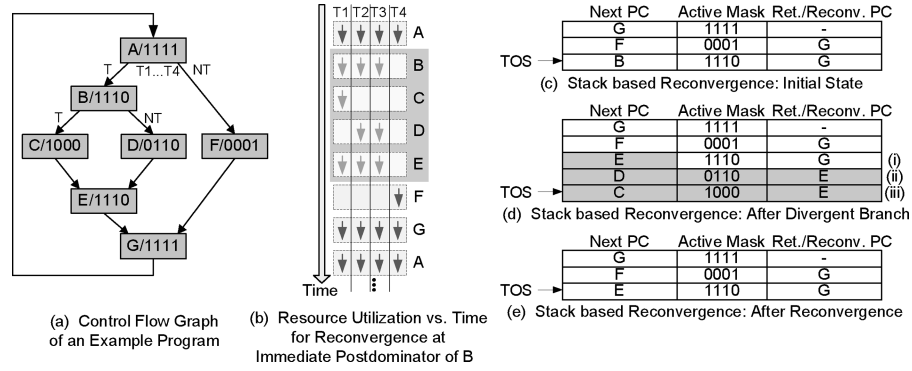 A/1111
T
T1...T4
NT
B/1110
T
NT
C/1000
D/0110
F/0001
E/1110
G/1111
(a) Control Flow Graph
of an Example Program
T1 T2 T3 T4
A
B
C
D
E
F
G
A
Time
(b) Resource Utilization vs. Time
for Reconvergence at
Immediate Postdominator of B
Next PC Active Mask Ret./Reconv. PC
G 1111 -
F 0001 G
TOS B 1110 G
(c) Stack based Reconvergence: Initial State
Next PC Active Mask Ret./Reconv. PC
G 1111 -
F 0001 G
E 1110 G (i)
D 0110 E (ii)
TOS C 1000 E (iii)
(d) Stack based Reconvergence: After Divergent Branch
Next PC Active Mask Ret./Reconv. PC
G 1111 -
F 0001 G
TOS E 1110 G
(e) Stack based Reconvergence: After Reconvergence